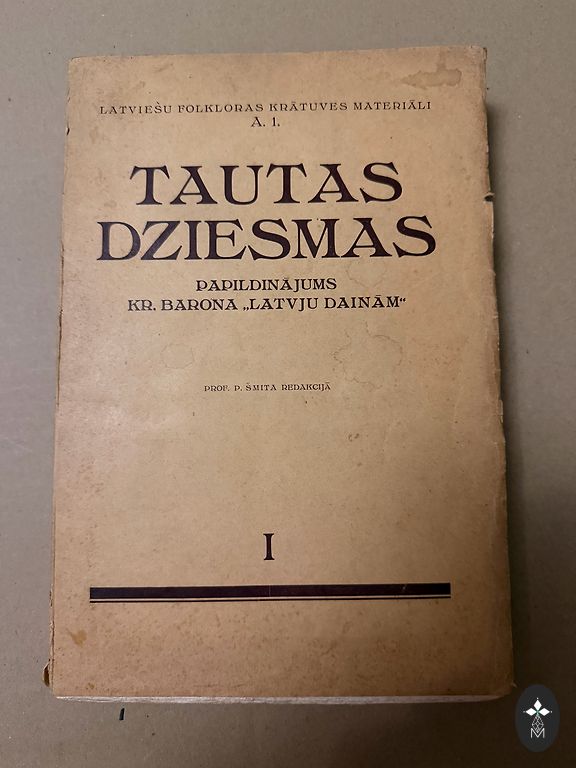 LATVIEŠU FOLKLORAS KRĀTUVES MATERIĀLI
A. 1.
TAUTAS
DZIESMAS
PAPILDINĀJUMS
KR. BARONA „LATVJU DAINĀM“
PROF. P. ŠMITA REDAKCIJĀ
I
M